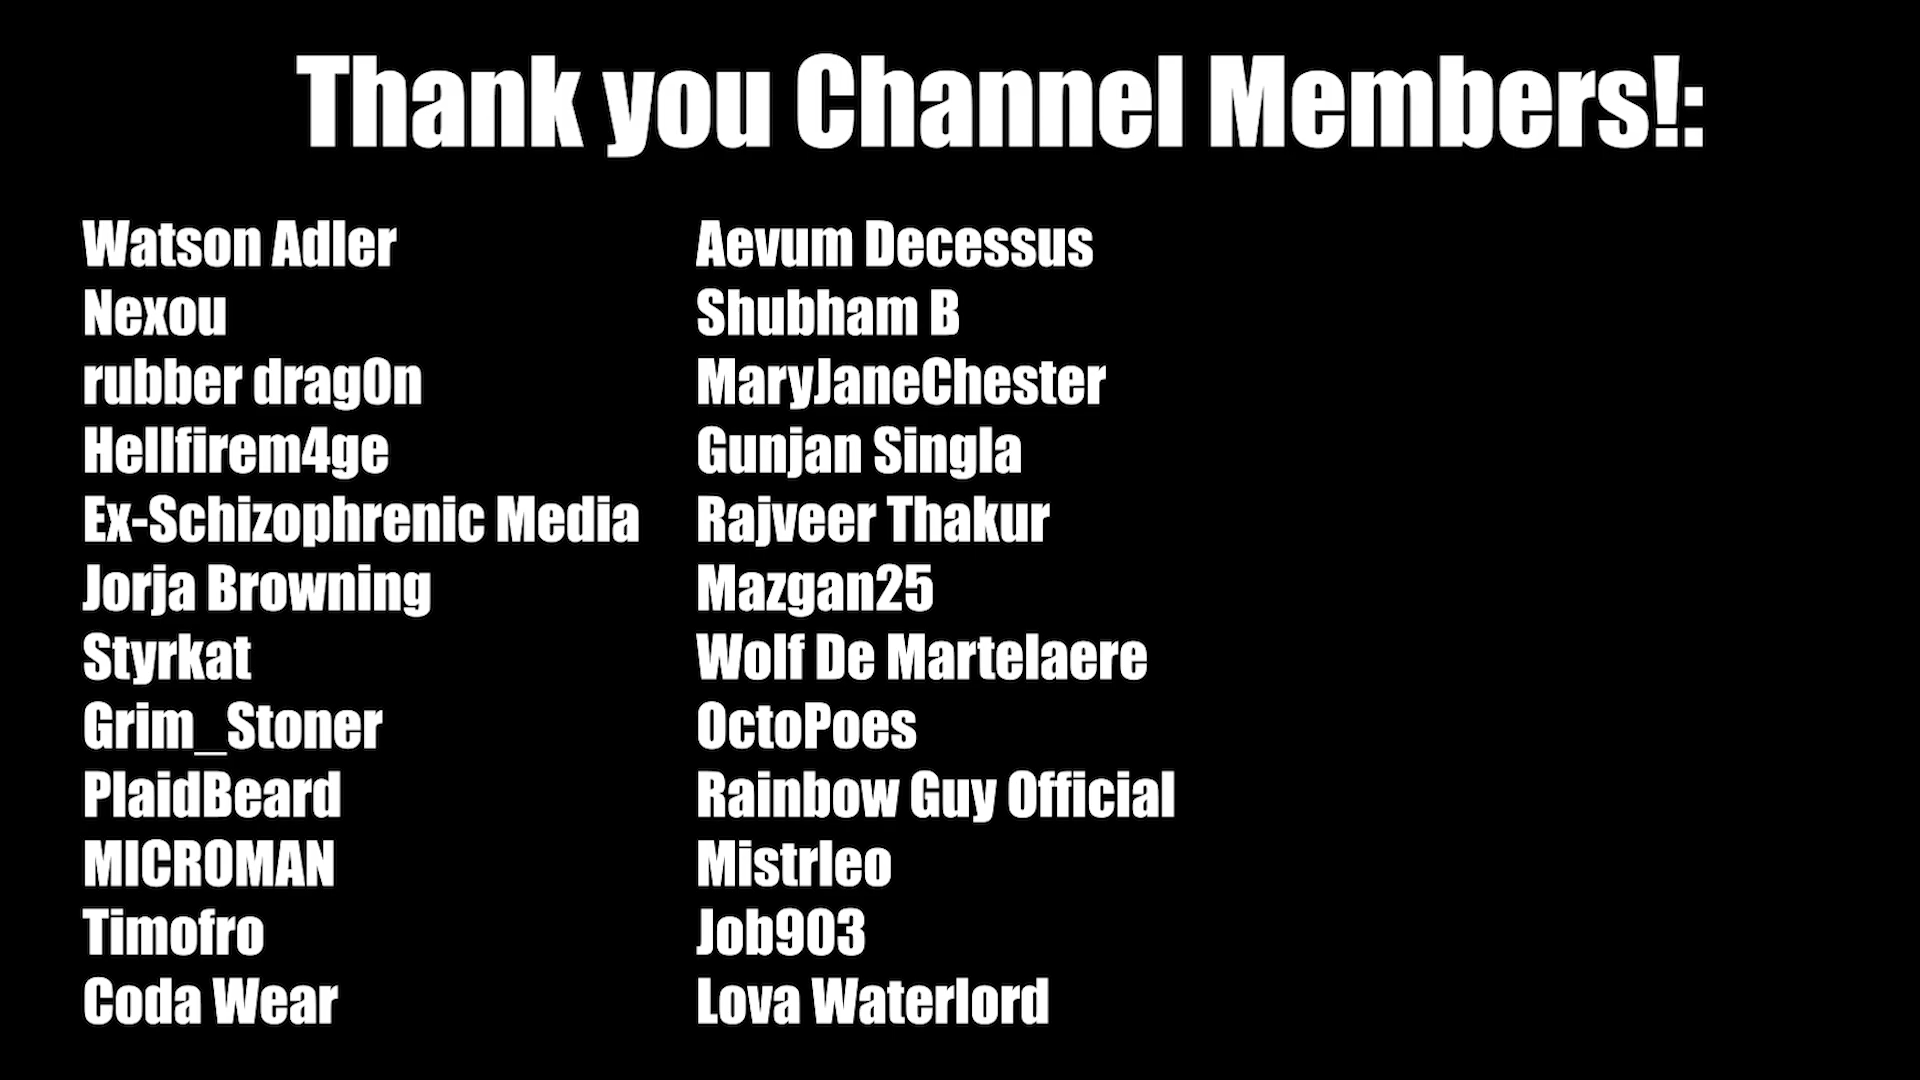 Thank you Channel Members!:
Watson Adler
Nexou
rubber drag0n
Hellfirem4ge
Ex-Schizophrenic Media
Jorja Browning
Styrkat
Grim_Stoner
PlaidBeard
MICROMAN
Timofro
Coda Wear
Aevum Decessus
Shubham B
MaryJaneChester
Gunjan Singla
Rajveer Thakur
Mazgan25
Wolf De Martelaere
OctoPoes
Rainbow Guy Official
Mistrleo
Job903
Lova Waterlord